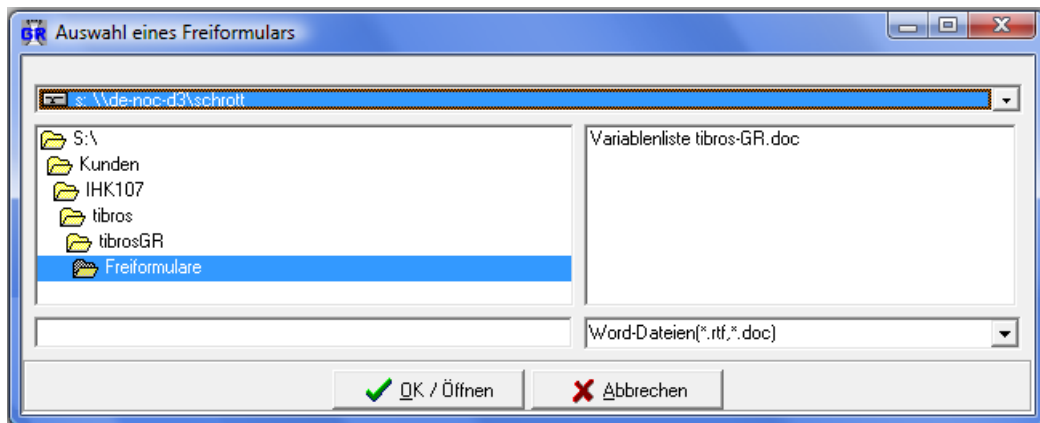 GR Auswahl eines Freiformulars
s: \\de-noc-d3\schrott
S:\
Kunden
IHK107
tibros
tibrosGR
Freiformulare
Variablenliste tibros-GR.doc
Word-Dateien(*.rtf,*.doc)
OK / Öffnen
Abbrechen